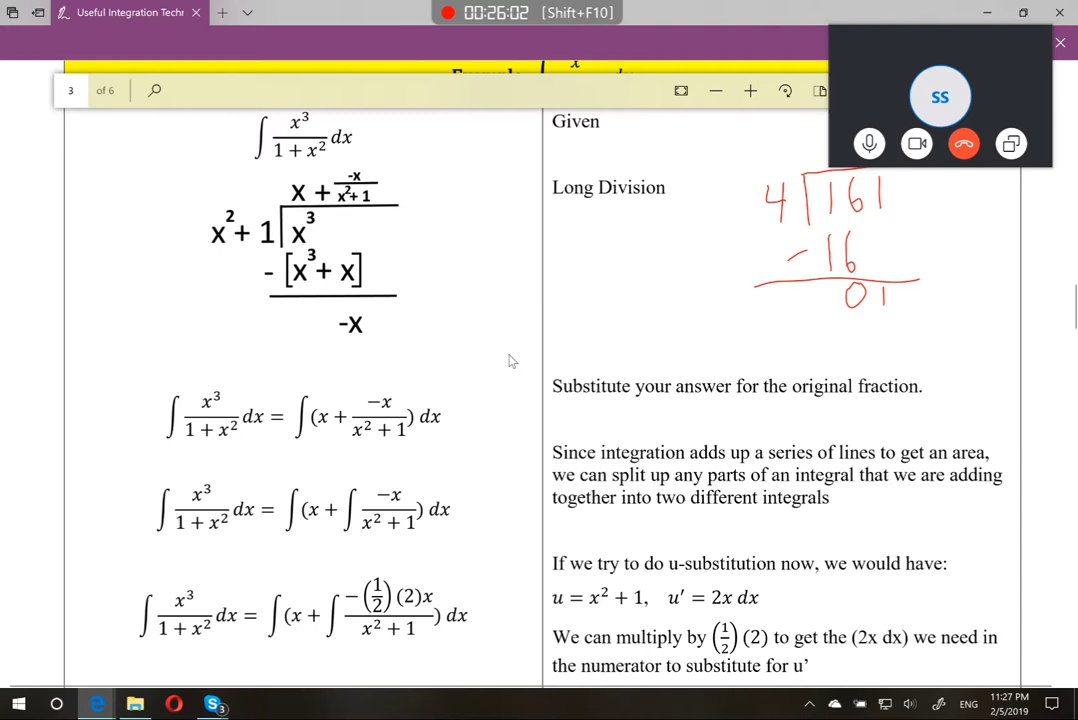 Useful Integration Techn
00:26:02 [Shift+F10]
3 of 6
∫ x³/(1 + x²) dx
Given
SS
Long Division
x + -x/(x² + 1)
x² + 1 x³
- [x³ + x]
-x
4 161
- 16
01
∫ x³/(1 + x²) dx = ∫(x + -x/(x² + 1)) dx
Substitute your answer for the original fraction.
∫ x³/(1 + x²) dx = ∫(x + ∫ -x/(x² + 1)) dx
Since integration adds up a series of lines to get an area,
we can split up any parts of an integral that we are adding
together into two different integrals
∫ x³/(1 + x²) dx = ∫(x + ∫ -(1/2)(2)x/(x² + 1)) dx
If we try to do u-substitution now, we would have:
u = x² + 1, u' = 2x dx
We can multiply by (1/2)(2) to get the (2x dx) we need in
the numerator to substitute for u'
ENG
11:27 PM
2/5/2019